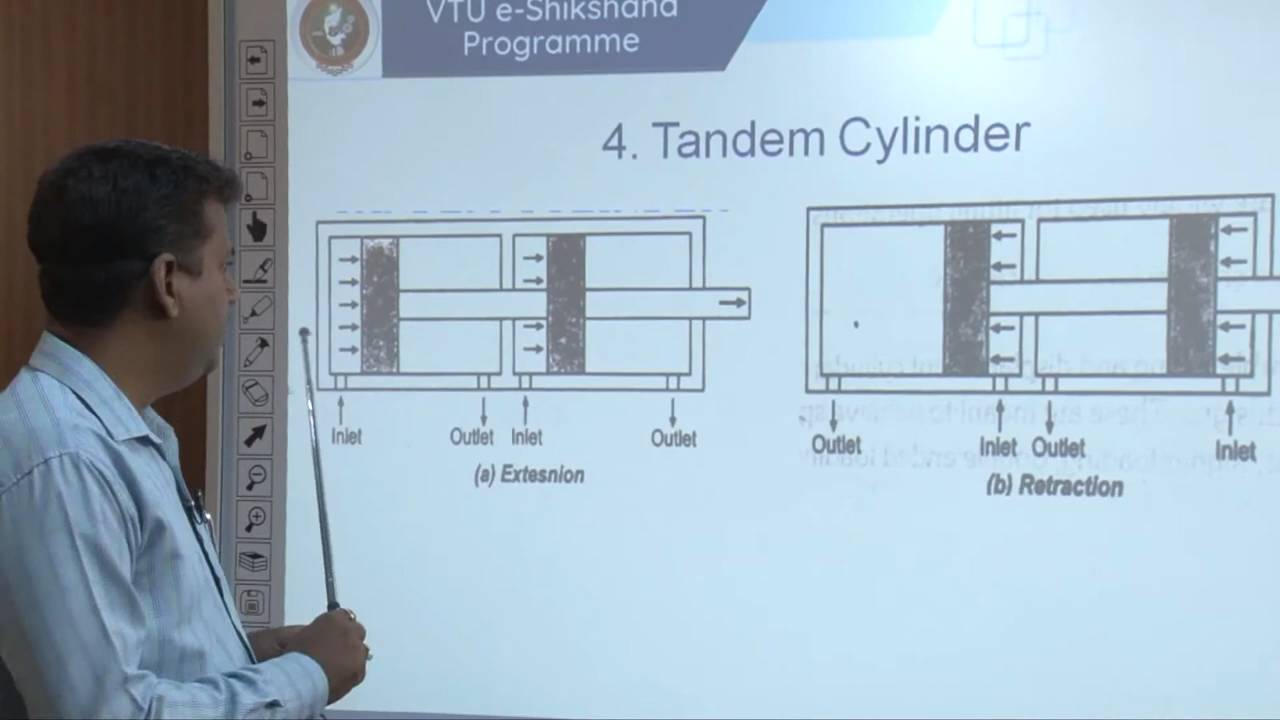 VTU e-Shikshana
Programme
4. Tandem Cylinder
Inlet
Outlet
Inlet
Outlet
(a) Extesnion
Outlet
Inlet
Outlet
Inlet
(b) Retraction